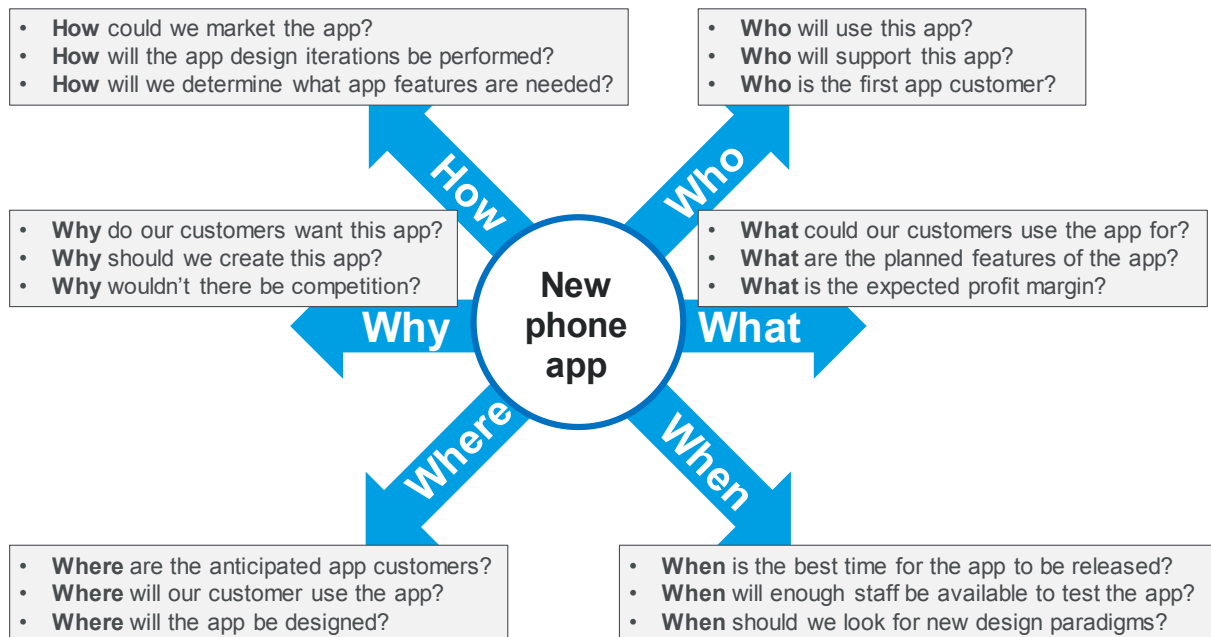 • How could we market the app?
• How will the app design iterations be performed?
• How will we determine what app features are needed?
• Who will use this app?
• Who will support this app?
• Who is the first app customer?
How
Who
• Why do our customers want this app?
• Why should we create this app?
• Why wouldn't there be competition?
• What could our customers use the app for?
• What are the planned features of the app?
• What is the expected profit margin?
New
phone
app
Why
What
Where
When
• Where are the anticipated app customers?
• Where will our customer use the app?
• Where will the app be designed?
• When is the best time for the app to be released?
• When will enough staff be available to test the app?
• When should we look for new design paradigms?